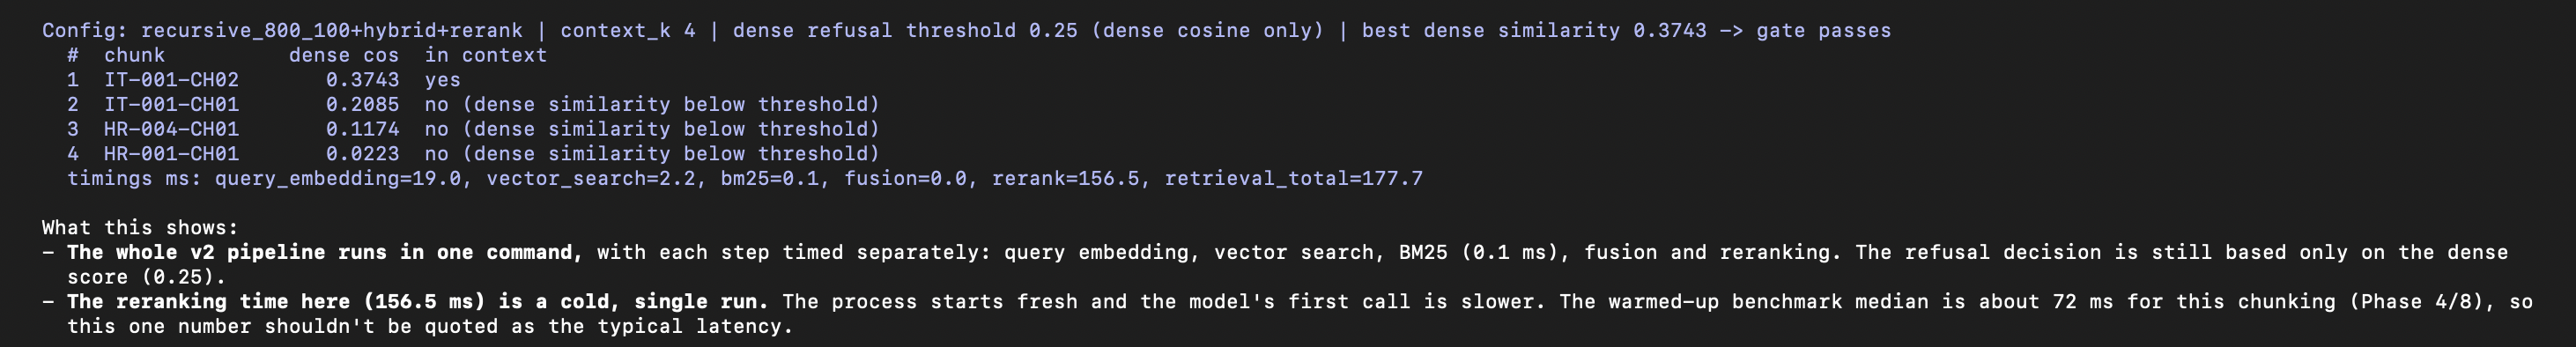 Config: recursive_800_100+hybrid+rerank | context_k 4 | dense refusal threshold 0.25 (dense cosine only) | best dense similarity 0.3743 -> gate passes
#  chunk          dense cos  in context
1  IT-001-CH02       0.3743  yes
2  IT-001-CH01       0.2085  no (dense similarity below threshold)
3  HR-004-CH01       0.1174  no (dense similarity below threshold)
4  HR-001-CH01       0.0223  no (dense similarity below threshold)
timings ms: query_embedding=19.0, vector_search=2.2, bm25=0.1, fusion=0.0, rerank=156.5, retrieval_total=177.7
What this shows:
- The whole v2 pipeline runs in one command, with each step timed separately: query embedding, vector search, BM25 (0.1 ms), fusion and reranking. The refusal decision is still based only on the dense
score (0.25).
- The reranking time here (156.5 ms) is a cold, single run. The process starts fresh and the model's first call is slower. The warmed-up benchmark median is about 72 ms for this chunking (Phase 4/8), so
this one number shouldn't be quoted as the typical latency.